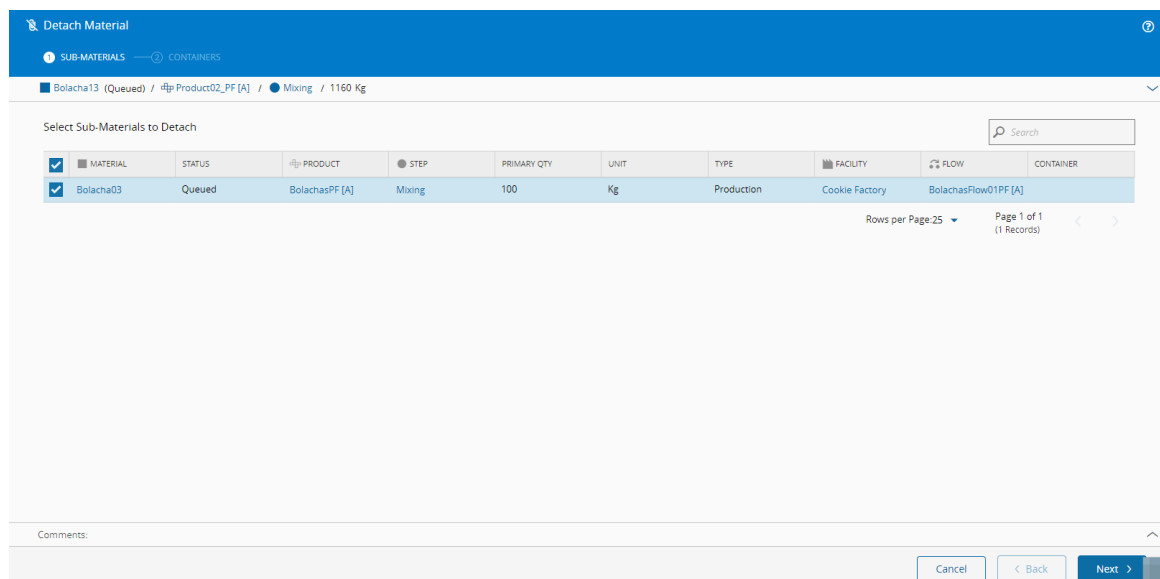 Detach Material
1 SUB-MATERIALS 2 CONTAINERS
Bolacha13 (Queued) / Product02_PF [A] / Mixing / 1160 Kg
Select Sub-Materials to Detach
Search
MATERIAL STATUS PRODUCT STEP PRIMARY QTY UNIT TYPE FACILITY FLOW CONTAINER
Bolacha03 Queued BolachasPF [A] Mixing 100 Kg Production Cookie Factory BolachasFlow01PF [A]
Rows per Page:25 Page 1 of 1
(1 Records)
Comments:
Cancel < Back Next >